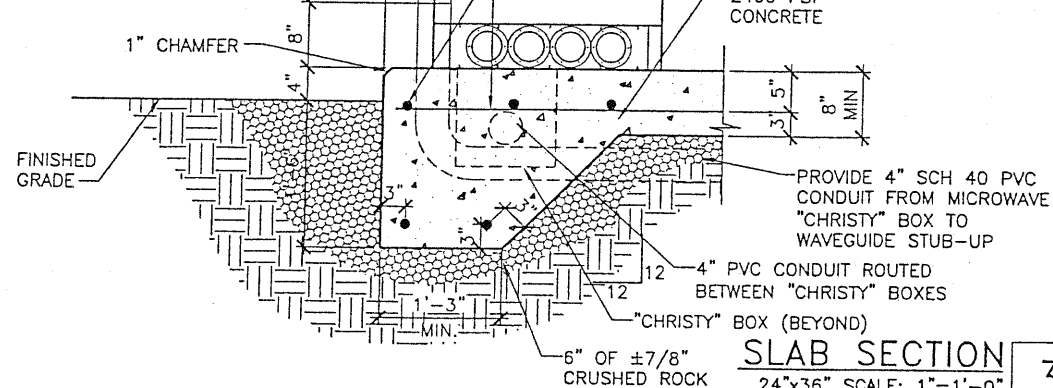 CONCRETE
1" CHAMFER
8"
4"
5"
3"
8"
MIN
FINISHED
GRADE
3"
3"
3"
PROVIDE 4" SCH 40 PVC
CONDUIT FROM MICROWAVE
"CHRISTY" BOX TO
WAVEGUIDE STUB-UP
12
12
4" PVC CONDUIT ROUTED
BETWEEN "CHRISTY" BOXES
1'-3"
MIN.
"CHRISTY" BOX (BEYOND)
6" OF ±7/8"
CRUSHED ROCK
SLAB SECTION
24"x36" SCALE: 1"=1'-0"